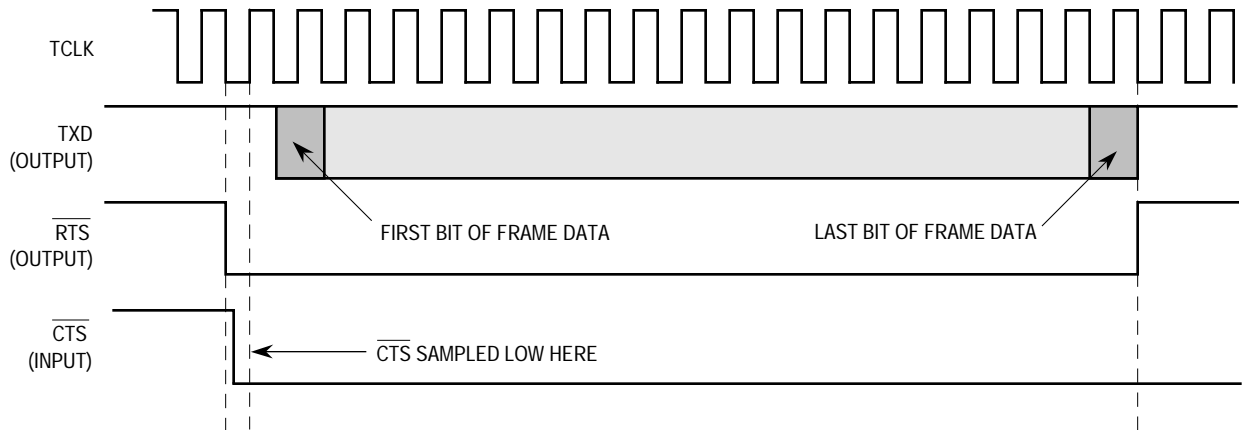 TCLK
TXD
(OUTPUT)
FIRST BIT OF FRAME DATA
LAST BIT OF FRAME DATA
RTS
(OUTPUT)
CTS
(INPUT)
CTS SAMPLED LOW HERE